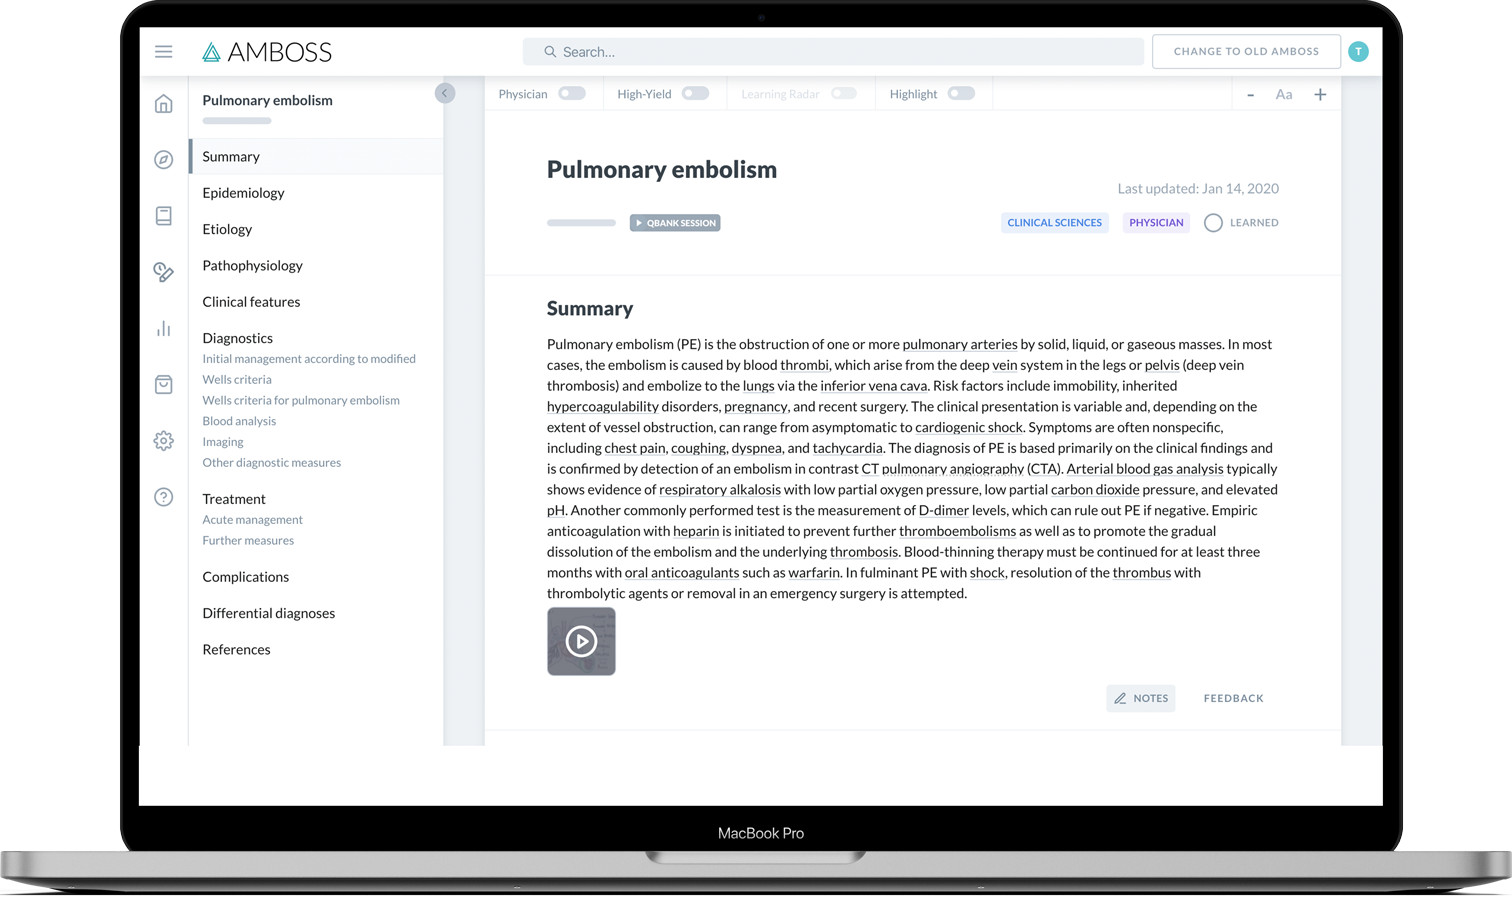 AMBOSS
Search...
CHANGE TO OLD AMBOSS
T
Pulmonary embolism
Summary
Epidemiology
Etiology
Pathophysiology
Clinical features
Diagnostics
Initial management according to modified
Wells criteria
Wells criteria for pulmonary embolism
Blood analysis
Imaging
Other diagnostic measures
Treatment
Acute management
Further measures
Complications
Differential diagnoses
References
Physician
High-Yield
Learning Radar
Highlight
- Aa +
Pulmonary embolism
Last updated: Jan 14, 2020
QBANK SESSION
CLINICAL SCIENCES
PHYSICIAN
LEARNED
Summary
Pulmonary embolism (PE) is the obstruction of one or more pulmonary arteries by solid, liquid, or gaseous masses. In most
cases, the embolism is caused by blood thrombi, which arise from the deep vein system in the legs or pelvis (deep vein
thrombosis) and embolize to the lungs via the inferior vena cava. Risk factors include immobility, inherited
hypercoagulability disorders, pregnancy, and recent surgery. The clinical presentation is variable and, depending on the
extent of vessel obstruction, can range from asymptomatic to cardiogenic shock. Symptoms are often nonspecific,
including chest pain, coughing, dyspnea, and tachycardia. The diagnosis of PE is based primarily on the clinical findings and
is confirmed by detection of an embolism in contrast CT pulmonary angiography (CTA). Arterial blood gas analysis typically
shows evidence of respiratory alkalosis with low partial oxygen pressure, low partial carbon dioxide pressure, and elevated
pH. Another commonly performed test is the measurement of D-dimer levels, which can rule out PE if negative. Empiric
anticoagulation with heparin is initiated to prevent further thromboembolisms as well as to promote the gradual
dissolution of the embolism and the underlying thrombosis. Blood-thinning therapy must be continued for at least three
months with oral anticoagulants such as warfarin. In fulminant PE with shock, resolution of the thrombus with
thrombolytic agents or removal in an emergency surgery is attempted.
NOTES
FEEDBACK
MacBook Pro